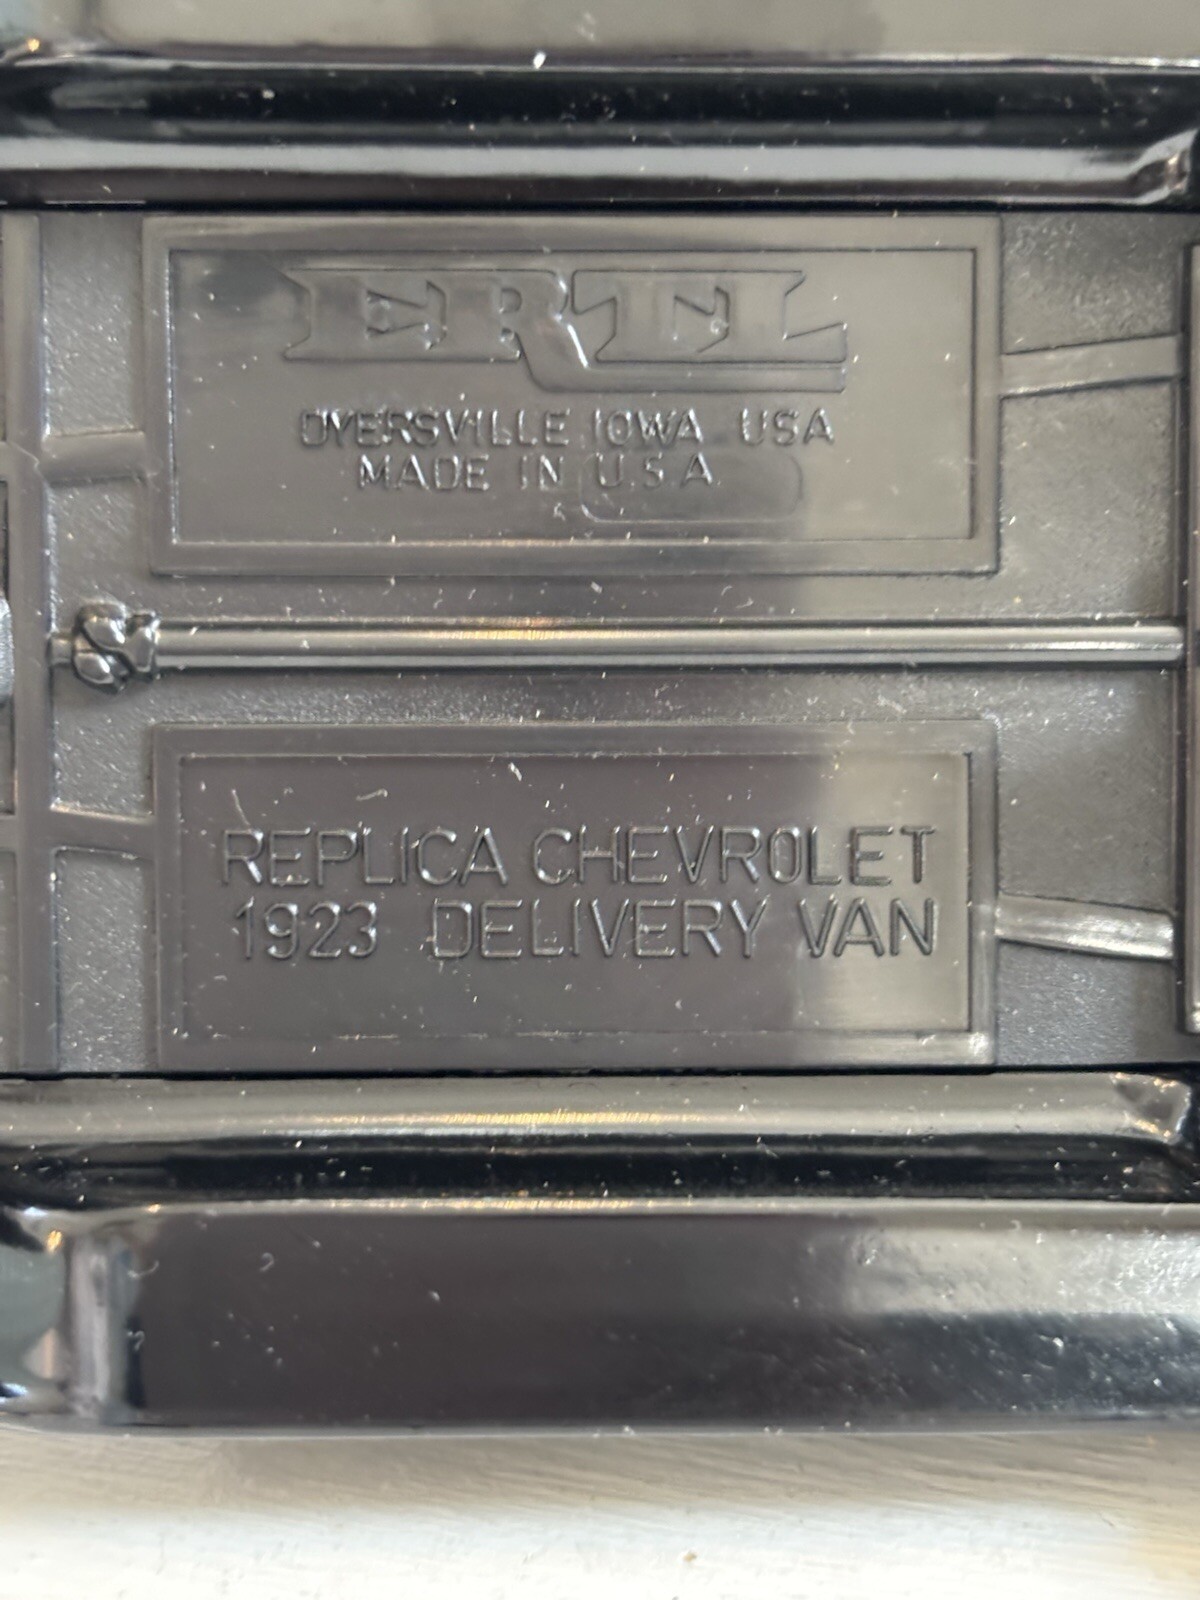 ERTL
DYERSVILLE IOWA USA
MADE IN U.S.A.
REPLICA CHEVROLET
1923 DELIVERY VAN